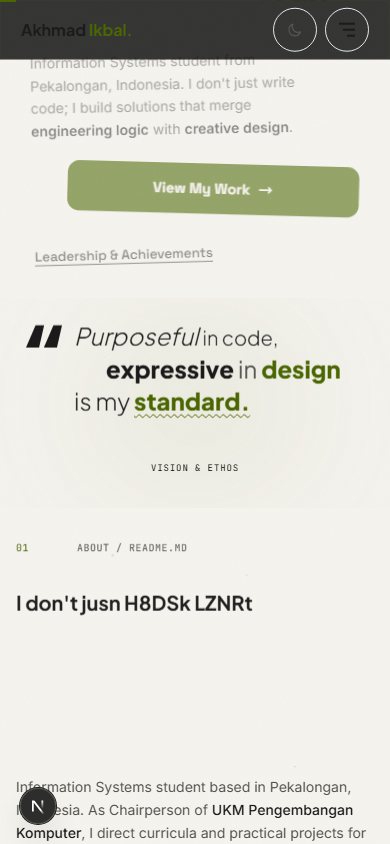 Akhmad Ikbal.
Information Systems student from
Pekalongan, Indonesia. I don't just write
code; I build solutions that merge
engineering logic with creative design.
View My Work →
Leadership & Achievements
"Purposeful in code,
expressive in design
is my standard.
VISION & ETHOS
01 ABOUT / README.MD
I don't jusn H8DSk LZNRt
Information Systems student based in Pekalongan,
N
Indonesia. As Chairperson of UKM Pengembangan
Komputer, I direct curricula and practical projects for